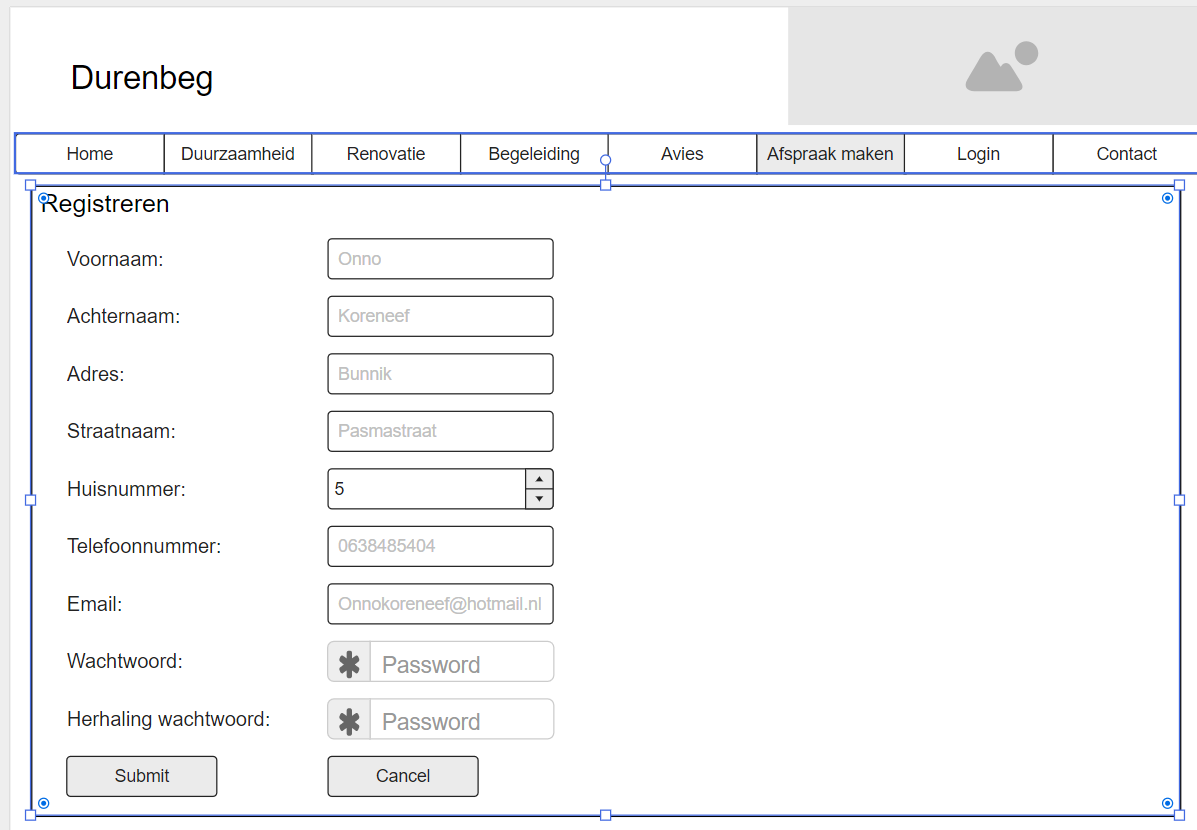 Durenbeg
Home Duurzaamheid Renovatie Begeleiding Avies Afspraak maken Login Contact
Registreren
Voornaam: Onno
Achternaam: Koreneef
Adres: Bunnik
Straatnaam: Pasmastraat
Huisnummer: 5
Telefoonnummer: 0638485404
Email: Onnokoreneef@hotmail.nl
Wachtwoord: Password
Herhaling wachtwoord: Password
Submit Cancel